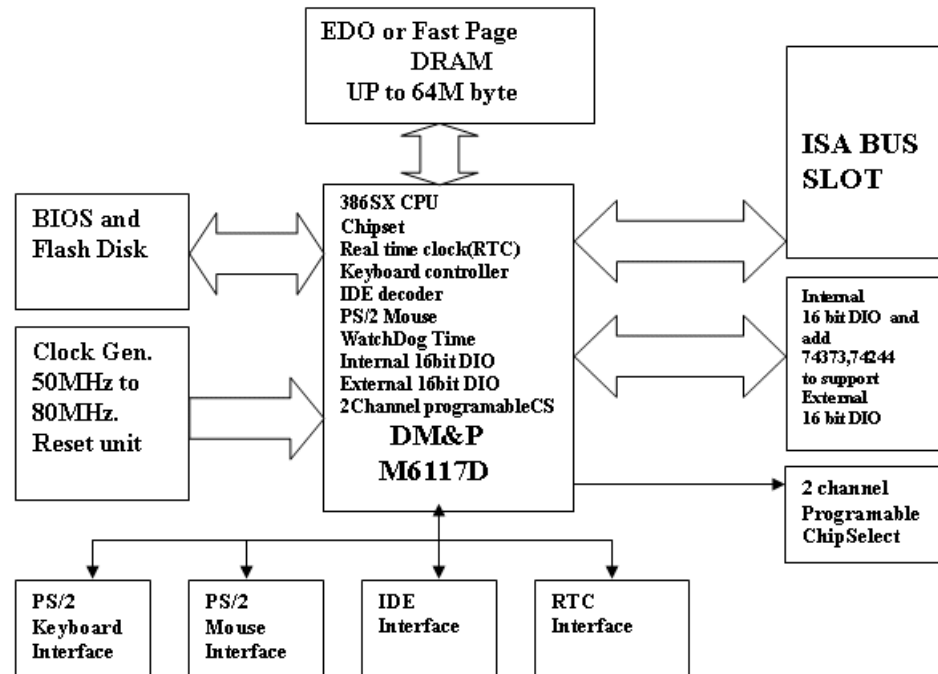 EDO or Fast Page
DRAM
UP to 64M byte
ISA BUS
SLOT
BIOS and
Flash Disk
386SX CPU
Chipset
Real time clock(RTC)
Keyboard controller
IDE decoder
PS/2 Mouse
WatchDog Time
Internal 16bit DIO
External 16bit DIO
2Channel programableCS
DM&P
M6117D
Clock Gen.
50MHz to
80MHz.
Reset unit
Internal
16 bit DIO and
add
74373,74244
to support
External
16 bit DIO
2 channel
Programable
ChipSelect
PS/2
Keyboard
Interface
PS/2
Mouse
Interface
IDE
Interface
RTC
Interface